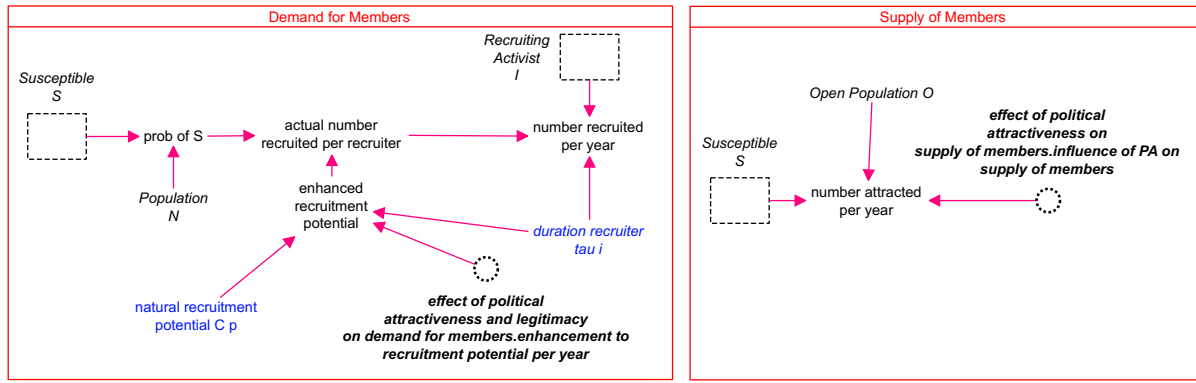 Demand for Members
Recruiting
Activist
I
Susceptible
S
prob of S
actual number
recruited per recruiter
number recruited
per year
Population
N
enhanced
recruitment
potential
duration recruiter
tau i
natural recruitment
potential C p
effect of political
attractiveness and legitimacy
on demand for members.enhancement to
recruitment potential per year
Supply of Members
Open Population O
effect of political
attractiveness on
supply of members.influence of PA on
supply of members
Susceptible
S
number attracted
per year